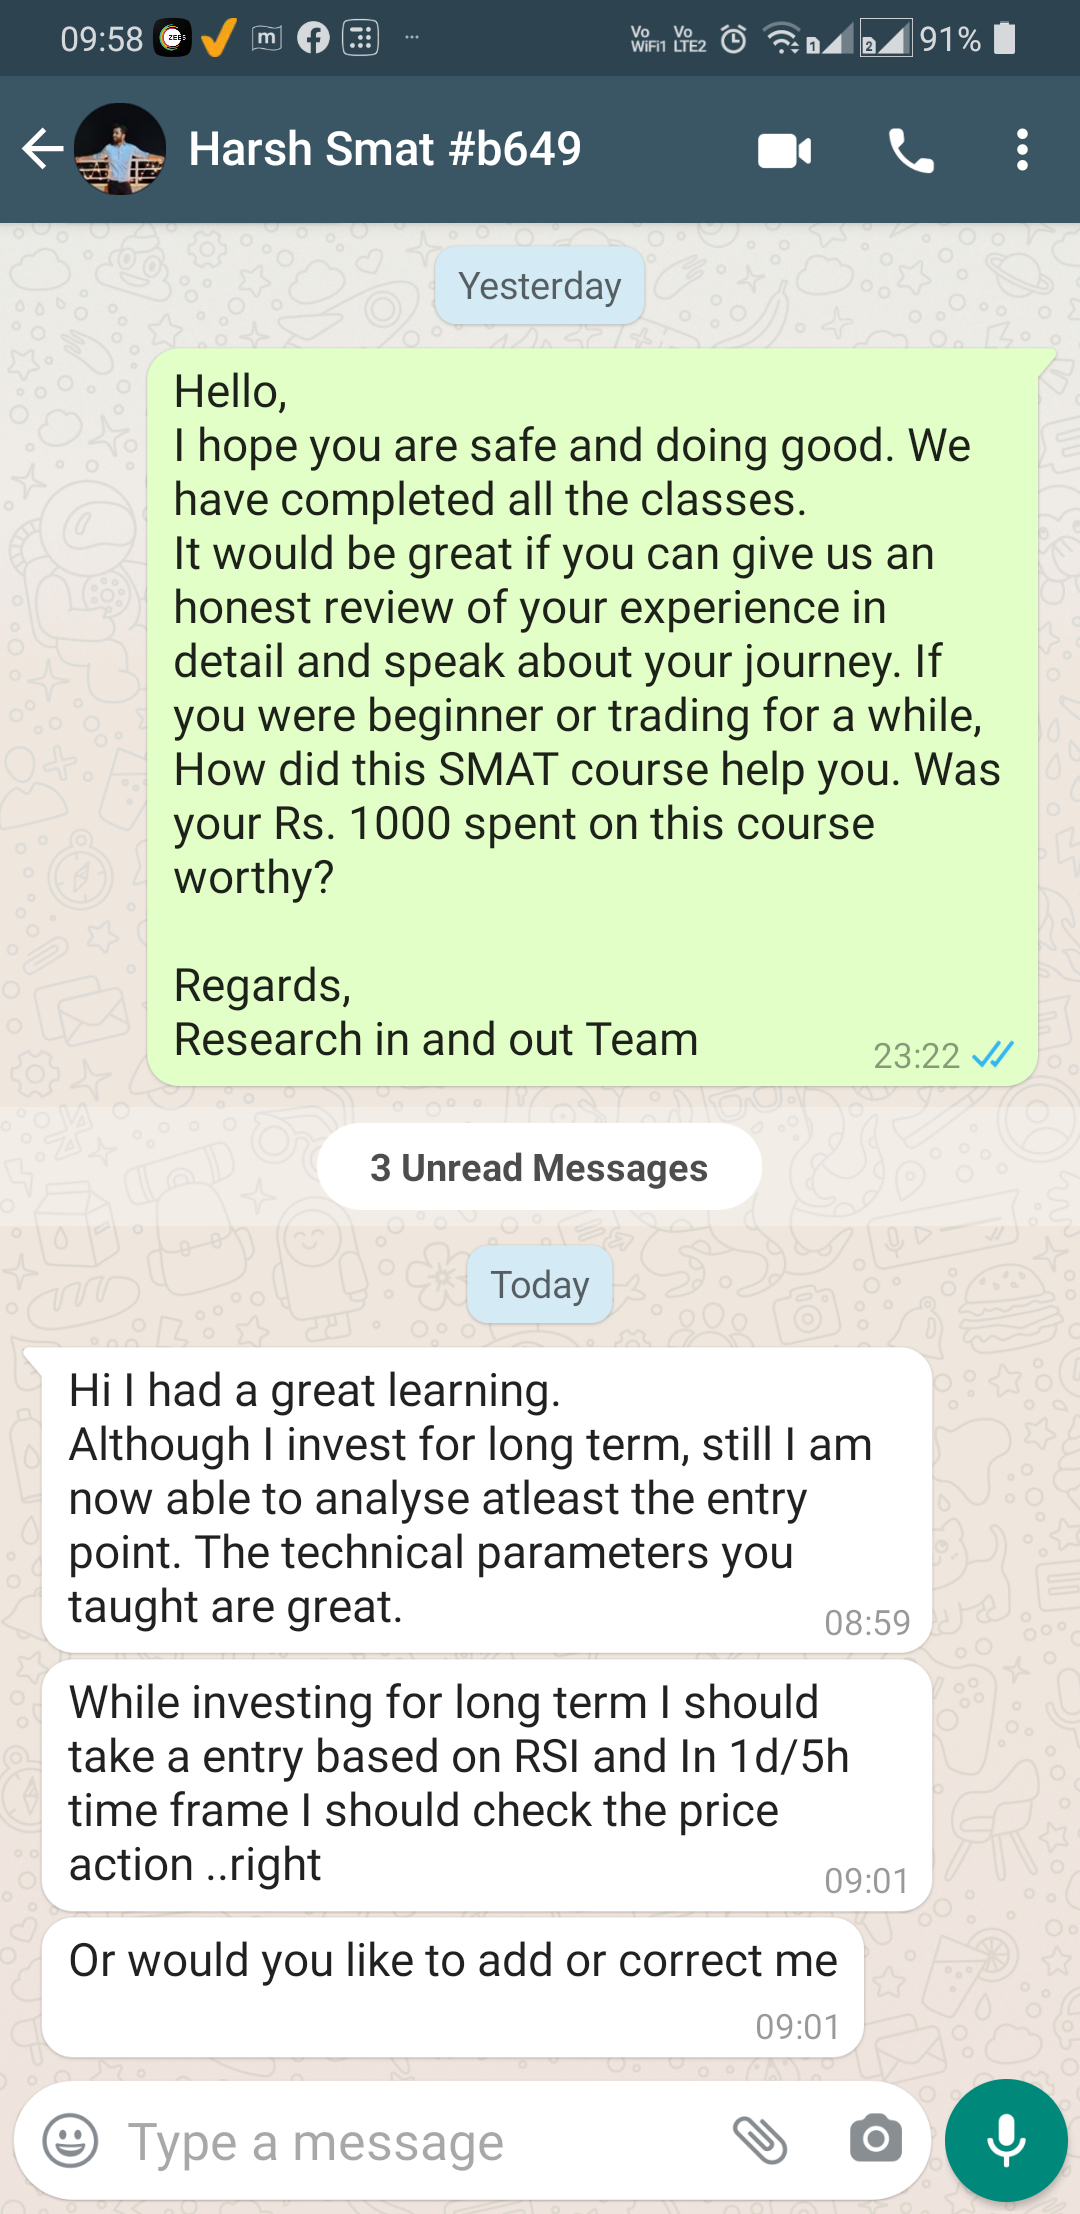 09:58 ZEE5 m f ...
Vo WiFi1 Vo LTE2 1 2 91%
Harsh Smat #b649
Yesterday
Hello,
I hope you are safe and doing good. We
have completed all the classes.
It would be great if you can give us an
honest review of your experience in
detail and speak about your journey. If
you were beginner or trading for a while,
How did this SMAT course help you. Was
your Rs. 1000 spent on this course
worthy?
Regards,
Research in and out Team
23:22
3 Unread Messages
Today
Hi I had a great learning.
Although I invest for long term, still I am
now able to analyse atleast the entry
point. The technical parameters you
taught are great.
08:59
While investing for long term I should
take a entry based on RSI and In 1d/5h
time frame I should check the price
action ..right
09:01
Or would you like to add or correct me
09:01
Type a message